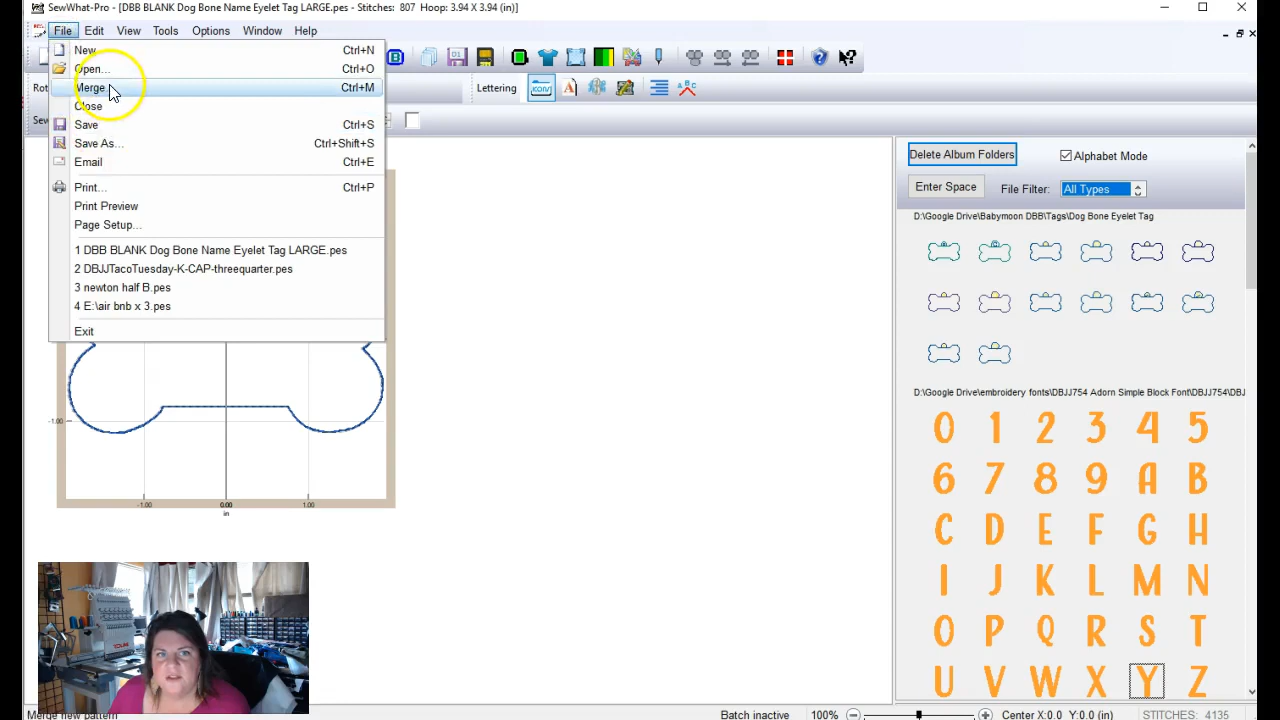 SewWhat-Pro - [DBB BLANK Dog Bone Name Eyelet Tag LARGE.pes - Stitches: 807 Hoop: 3.94 X 3.94 (in)]
File Edit View Tools Options Window Help
New Ctrl+N
Open... Ctrl+O
Merge... Ctrl+M
Close
Save Ctrl+S
Save As... Ctrl+Shift+S
Email Ctrl+E
Print... Ctrl+P
Print Preview
Page Setup...
1 DBB BLANK Dog Bone Name Eyelet Tag LARGE.pes
2 DBJJTacoTuesday-K-CAP-threequarter.pes
3 newton half B.pes
4 E:\air bnb x 3.pes
Exit
Rot
Lettering
ICON
A
ABC
Sew
Delete Album Folders
Alphabet Mode
Enter Space
File Filter: All Types
D:\Google Drive\Babymoon DBB\Tags\Dog Bone Eyelet Tag
D:\Google Drive\embroidery fonts\DBJJ754 Adorn Simple Block Font\DBJJ754\DBJ
0 1 2 3 4 5
6 7 8 9 A B
C D E F G H
I J K L M N
O P Q R S T
U V W X Y Z
-1.00
-1.00 0.00 1.00
in
Merge new pattern
Batch inactive
100%
Center X:0.0 Y:0.0 (in)
STITCHES: 4135